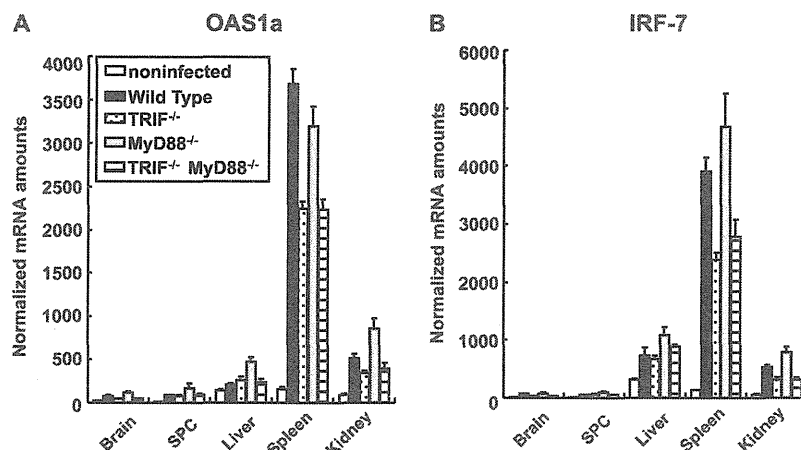 A
OAS1a
Normalized mRNA amounts
4000
3500
3000
2500
2000
1500
1000
500
0
noninfected
Wild Type
TRIF-/-
MyD88-/-
TRIF-/- MyD88-/-
Brain
SPC
Liver
Spleen
Kidney
B
IRF-7
Normalized mRNA amounts
6000
5000
4000
3000
2000
1000
0
Brain
SPC
Liver
Spleen
Kidney